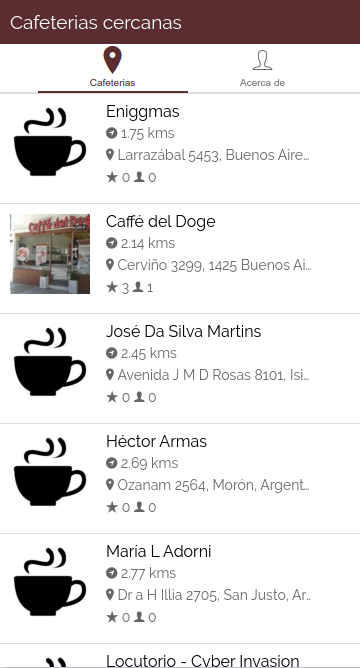 Cafeterias cercanas
Cafeterias
Acerca de
Eniggmas
1.75 kms
Larrazábal 5453, Buenos Aire...
0 0
Caffé del Doge
2.14 kms
Cerviño 3299, 1425 Buenos Ai...
3 1
José Da Silva Martins
2.45 kms
Avenida J M D Rosas 8101, Isi...
0 0
Héctor Armas
2.69 kms
Ozanam 2564, Morón, Argent...
0 0
María L Adorni
2.77 kms
Dr a H Illia 2705, San Justo, Ar...
0 0
Locutorio - Cyber Invasion